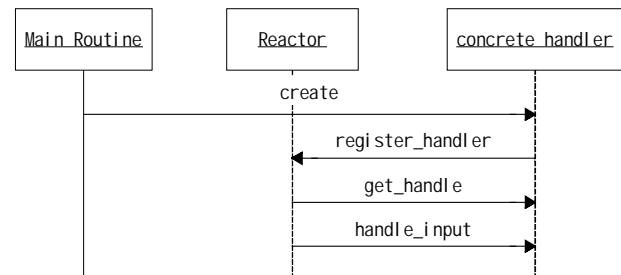 Main Routine
Reactor
concrete handler
create
register_handler
get_handle
handle_input